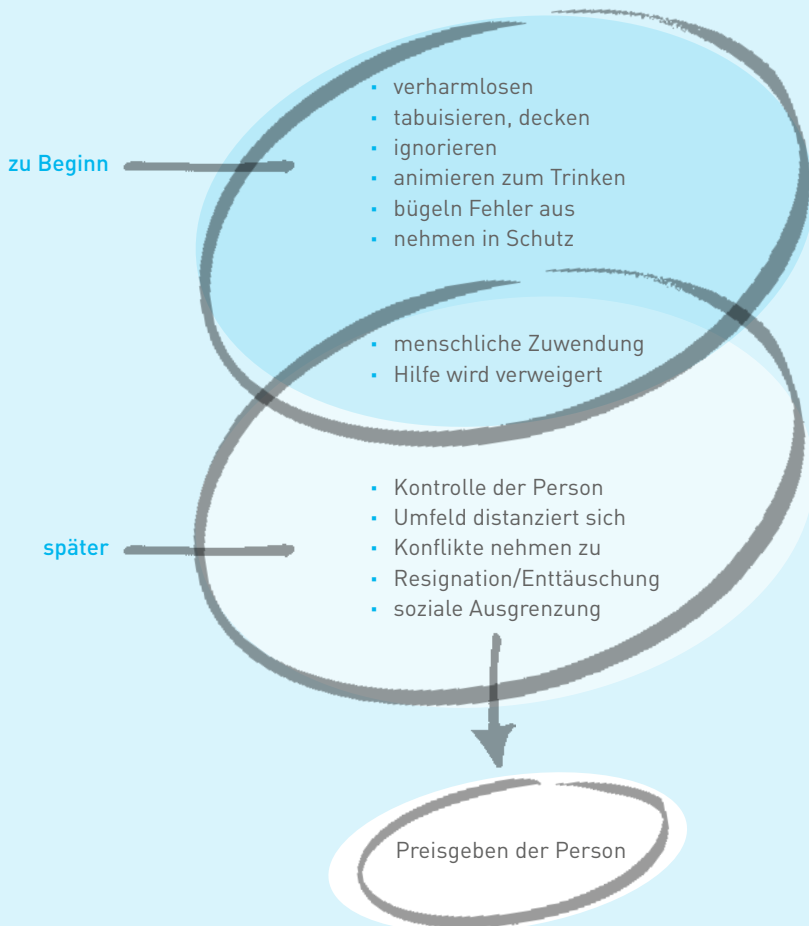 zu Beginn
▪ verharmlosen
▪ tabuisieren, decken
▪ ignorieren
▪ animieren zum Trinken
▪ bügeln Fehler aus
▪ nehmen in Schutz
▪ menschliche Zuwendung
▪ Hilfe wird verweigert
später
▪ Kontrolle der Person
▪ Umfeld distanziert sich
▪ Konflikte nehmen zu
▪ Resignation/Enttäuschung
▪ soziale Ausgrenzung
Preisgeben der Person